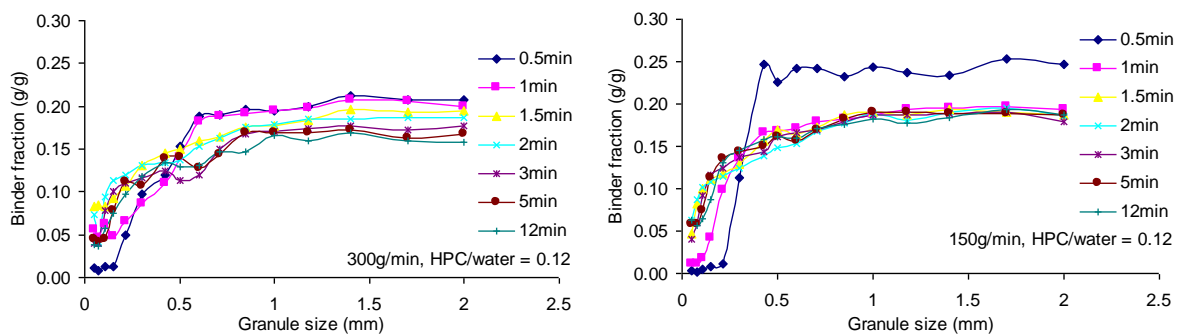 0.30
0.25
0.20
0.15
0.10
0.05
0.00
Binder fraction (g/g)
0
0.5
1
1.5
2
2.5
Granule size (mm)
0.5min
1min
1.5min
2min
3min
5min
12min
300g/min, HPC/water = 0.12
0.30
0.25
0.20
0.15
0.10
0.05
0.00
Binder fraction (g/g)
0
0.5
1
1.5
2
2.5
Granule size (mm)
0.5min
1min
1.5min
2min
3min
5min
12min
150g/min, HPC/water = 0.12